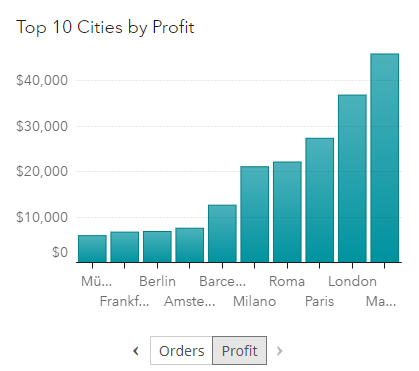 Top 10 Cities by Profit
$40,000
$30,000
$20,000
$10,000
$0
Mü... Berlin Barce... Roma London
Frankf... Amste... Milano Paris Ma...
‹ Orders Profit ›